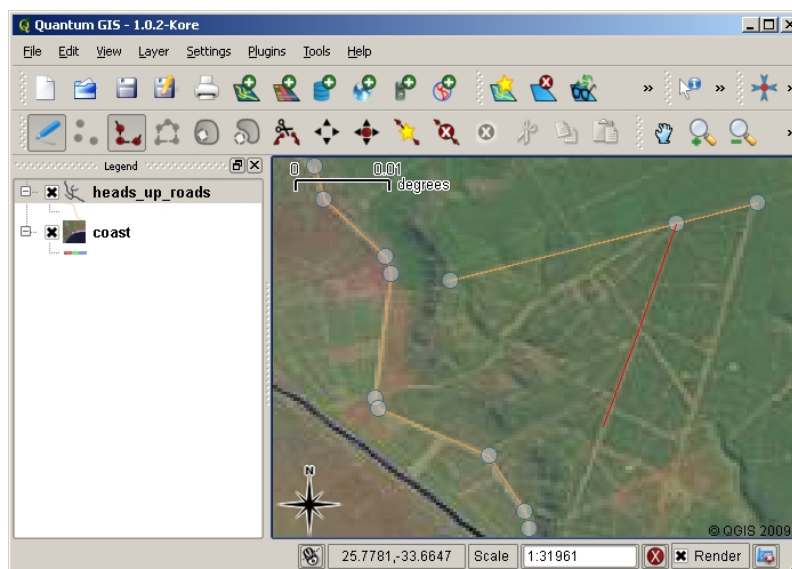 Quantum GIS - 1.0.2-Kore
File Edit View Layer Settings Plugins Tools Help
Legend
heads_up_roads
coast
0 0.01
degrees
N
© QGIS 2009
25.7781,-33.6647 Scale 1:31961 Render